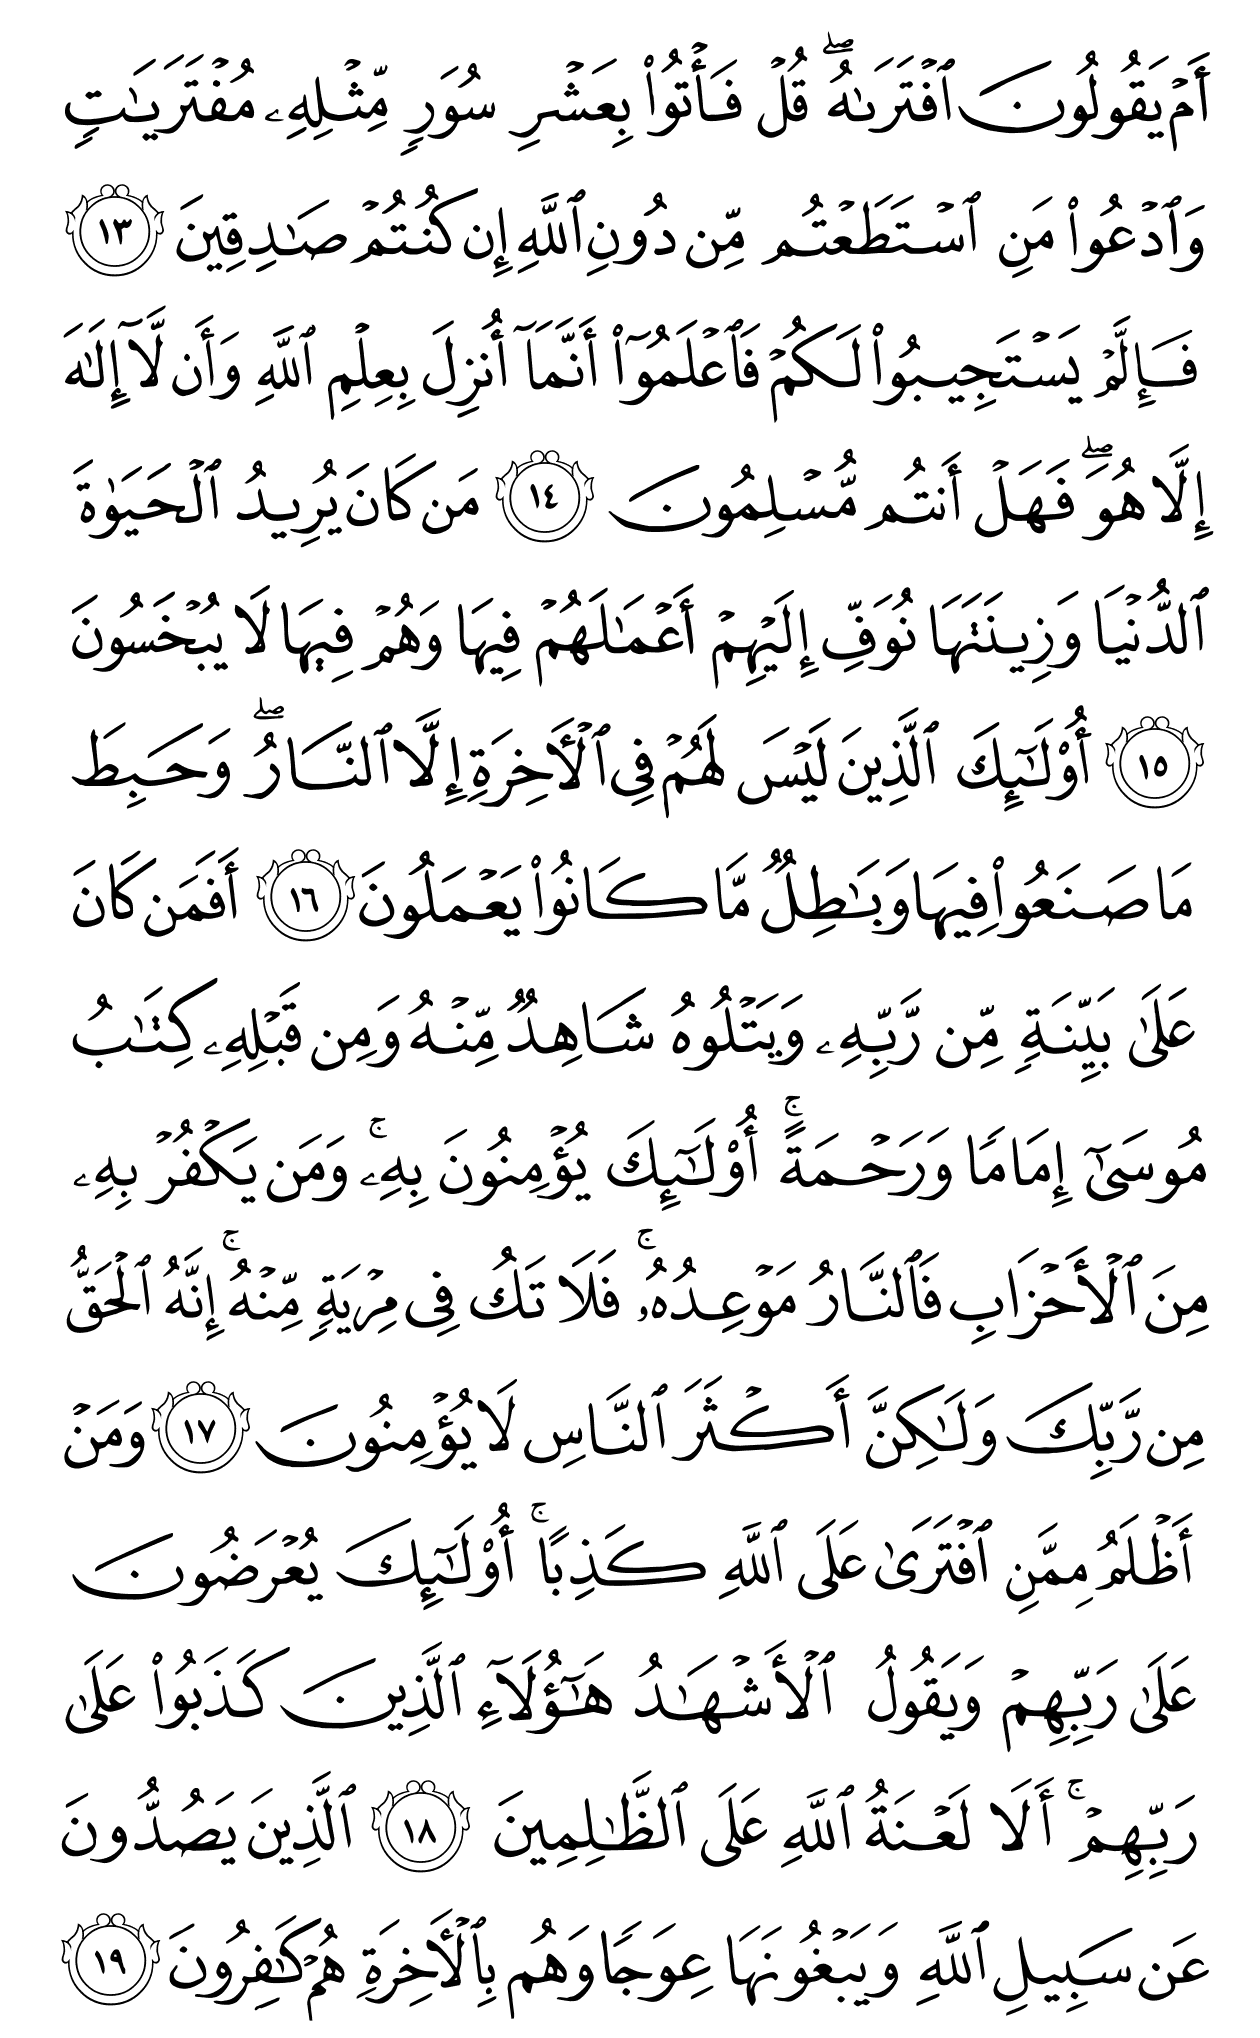 أَمۡ يَقُولُونَ ٱفۡتَرَىٰهُۖ قُلۡ فَأۡتُواْ بِعَشۡرِ سُوَرٖ مِّثۡلِهِۦ مُفۡتَرَيَٰتٖ
وَٱدۡعُواْ مَنِ ٱسۡتَطَعۡتُم مِّن دُونِ ٱللَّهِ إِن كُنتُمۡ صَٰدِقِينَ ١٣
فَإِلَّمۡ يَسۡتَجِيبُواْ لَكُمۡ فَٱعۡلَمُوٓاْ أَنَّمَآ أُنزِلَ بِعِلۡمِ ٱللَّهِ وَأَن لَّآ إِلَٰهَ
إِلَّا هُوَۖ فَهَلۡ أَنتُم مُّسۡلِمُونَ ١٤ مَن كَانَ يُرِيدُ ٱلۡحَيَوٰةَ
ٱلدُّنۡيَا وَزِينَتَهَا نُوَفِّ إِلَيۡهِمۡ أَعۡمَٰلَهُمۡ فِيهَا وَهُمۡ فِيهَا لَا يُبۡخَسُونَ
١٥ أُوْلَٰٓئِكَ ٱلَّذِينَ لَيۡسَ لَهُمۡ فِي ٱلۡأٓخِرَةِ إِلَّا ٱلنَّارُۖ وَحَبِطَ
مَا صَنَعُواْ فِيهَا وَبَٰطِلٞ مَّا كَانُواْ يَعۡمَلُونَ ١٦ أَفَمَن كَانَ
عَلَىٰ بَيِّنَةٖ مِّن رَّبِّهِۦ وَيَتۡلُوهُ شَاهِدٞ مِّنۡهُ وَمِن قَبۡلِهِۦ كِتَٰبُ
مُوسَىٰٓ إِمَامٗا وَرَحۡمَةًۚ أُوْلَٰٓئِكَ يُؤۡمِنُونَ بِهِۦۚ وَمَن يَكۡفُرۡ بِهِۦ
مِنَ ٱلۡأَحۡزَابِ فَٱلنَّارُ مَوۡعِدُهُۥۚ فَلَا تَكُ فِي مِرۡيَةٖ مِّنۡهُۚ إِنَّهُ ٱلۡحَقُّ
مِن رَّبِّكَ وَلَٰكِنَّ أَكۡثَرَ ٱلنَّاسِ لَا يُؤۡمِنُونَ ١٧ وَمَنۡ
أَظۡلَمُ مِمَّنِ ٱفۡتَرَىٰ عَلَى ٱللَّهِ كَذِبًاۚ أُوْلَٰٓئِكَ يُعۡرَضُونَ
عَلَىٰ رَبِّهِمۡ وَيَقُولُ ٱلۡأَشۡهَٰدُ هَٰٓؤُلَآءِ ٱلَّذِينَ كَذَبُواْ عَلَىٰ
رَبِّهِمۡۚ أَلَا لَعۡنَةُ ٱللَّهِ عَلَى ٱلظَّٰلِمِينَ ١٨ ٱلَّذِينَ يَصُدُّونَ
عَن سَبِيلِ ٱللَّهِ وَيَبۡغُونَهَا عِوَجٗا وَهُم بِٱلۡأٓخِرَةِ هُمۡ كَٰفِرُونَ ١٩